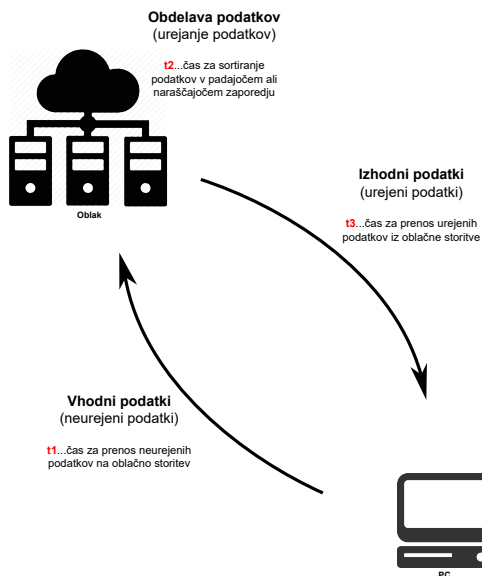 Obdelava podatkov
(urejanje podatkov)
t2...čas za sortiranje
podatkov v padajočem ali
naraščajočem zaporedju
Oblak
Izhodni podatki
(urejeni podatki)
t3...čas za prenos urejenih
podatkov iz oblačne storitve
Vhodni podatki
(neurejeni podatki)
t1...čas za prenos neurejenih
podatkov na oblačno storitev
PC